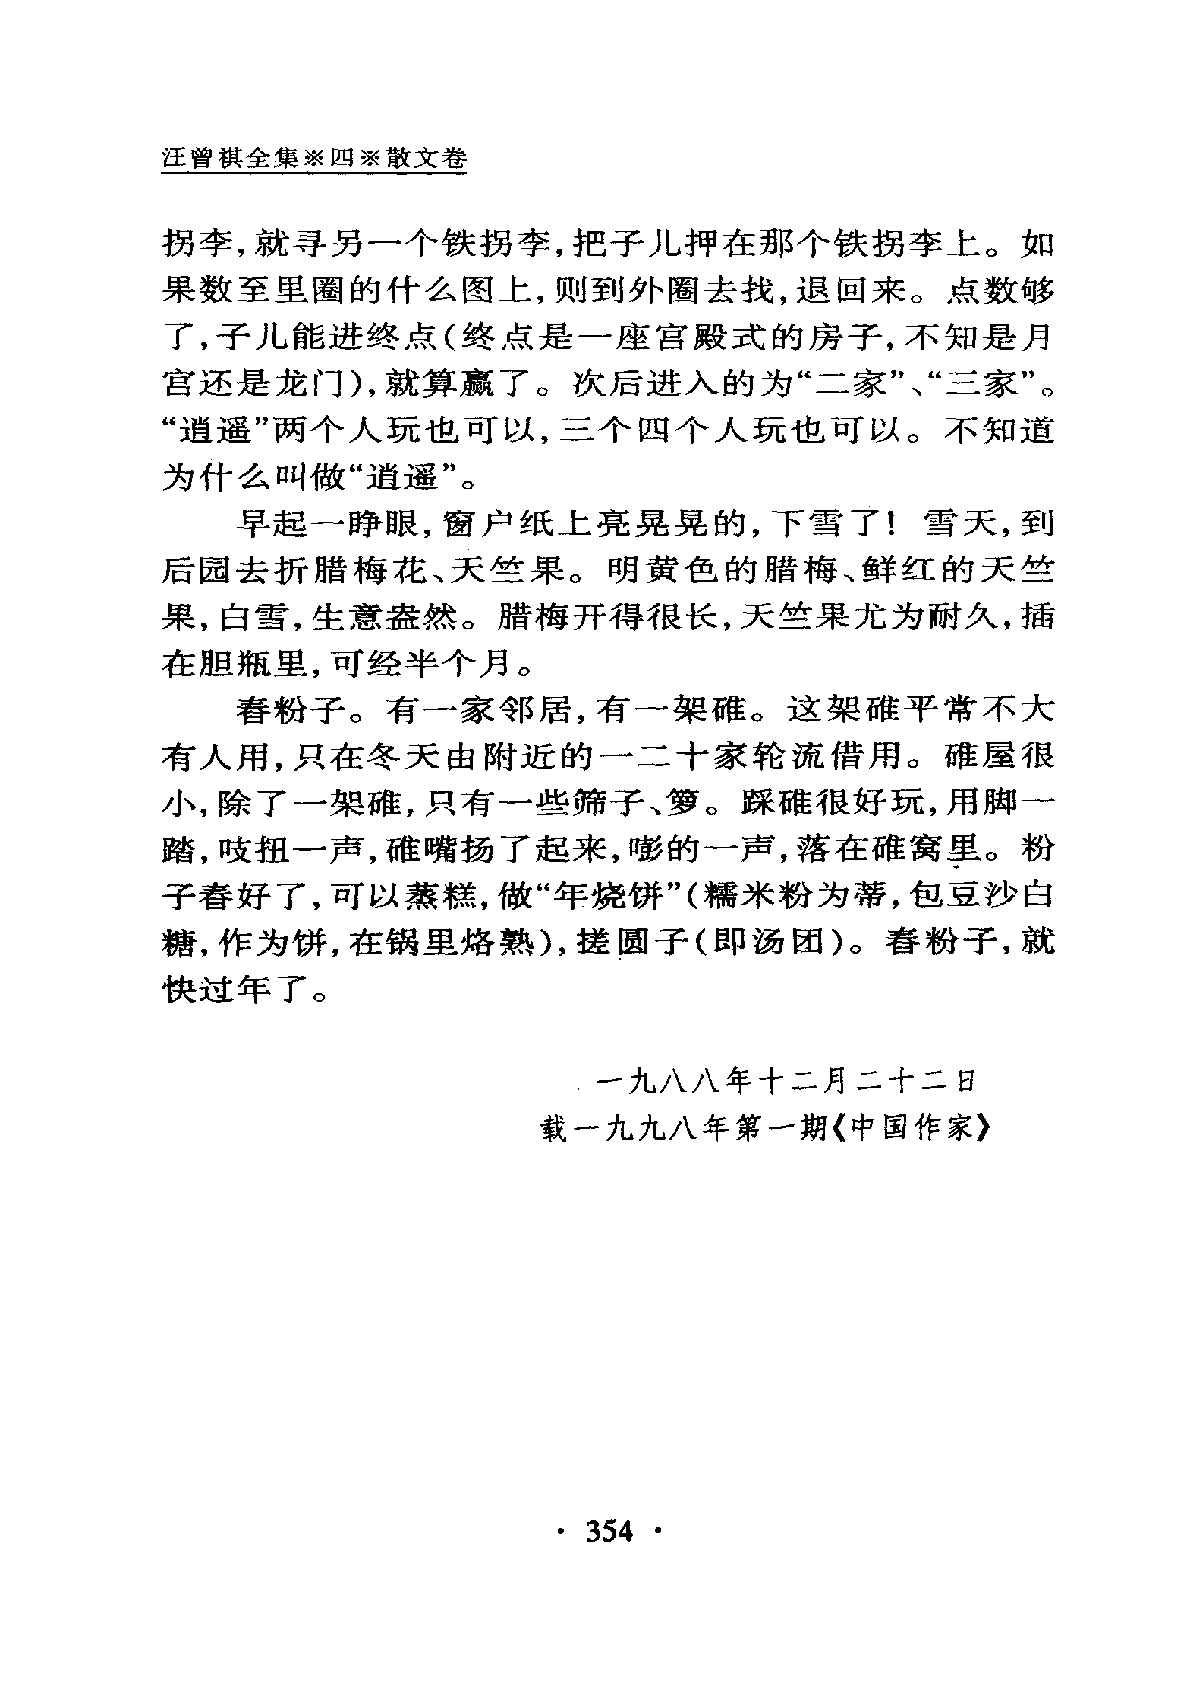 汪曾祺全集※四※散文卷
拐李,就寻另一个铁拐李,把子儿押在那个铁拐李上。如
果数至里圈的什么图上,则到外圈去找,退回来。点数够
了,子儿能进终点(终点是一座宫殿式的房子,不知是月
宫还是龙门),就算赢了。次后进入的为“二家”、“三家”。
“逍遥”两个人玩也可以,三个四个人玩也可以。不知道
为什么叫做“逍遥”。
早起一睁眼,窗户纸上亮晃晃的,下雪了!雪天,到
后园去折腊梅花、天竺果。明黄色的腊梅、鲜红的天竺
果,白雪,生意盎然。腊梅开得很长,天竺果尤为耐久,插
在胆瓶里,可经半个月。
舂粉子。有一家邻居,有一架碓。这架碓平常不大
有人用,只在冬天由附近的一二十家轮流借用。碓屋很
小,除了一架碓,只有一些筛子、箩。踩碓很好玩,用脚一
踏,吱扭一声,碓嘴扬了起来,嘭的一声,落在碓窝里。粉
子舂好了,可以蒸糕,做“年烧饼”(糯米粉为蒂,包豆沙白
糖,作为饼,在锅里烙熟),搓圆子(即汤团)。舂粉子,就
快过年了。
一九八八年十二月二十二日
载一九九八年第一期《中国作家》
· 354 ·